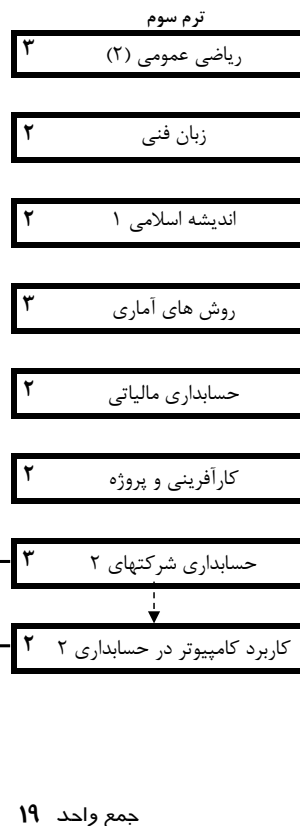 ترم سوم
ریاضی عمومی (۲) ۳
زبان فنی ۲
اندیشه اسلامی ۱ ۲
روش های آماری ۳
حسابداری مالیاتی ۲
کارآفرینی و پروژه ۲
حسابداری شرکتهای ۲ ۳
کاربرد کامپیوتر در حسابداری ۲ ۲
جمع واحد ۱۹